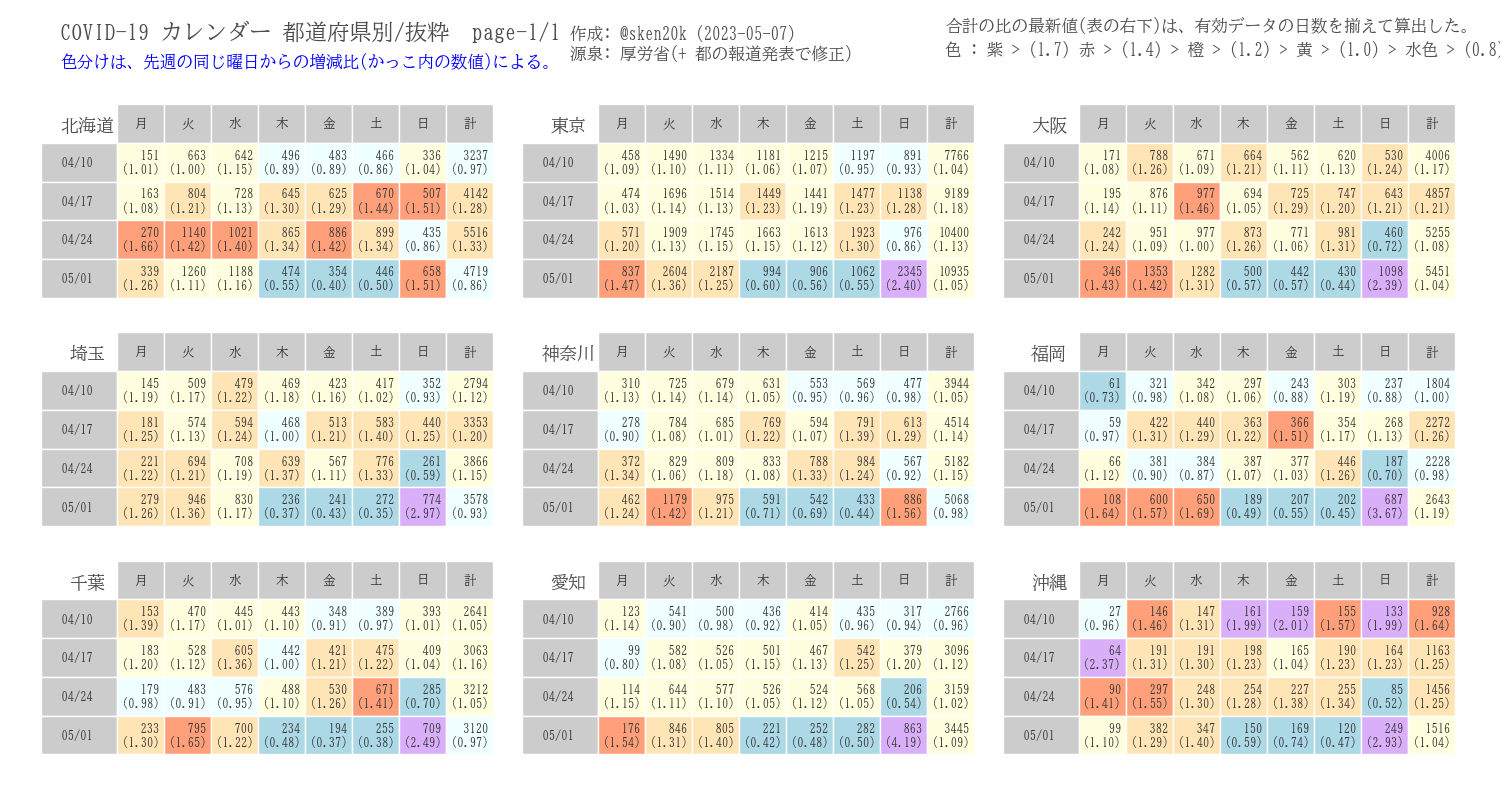 COVID-19 カレンダー 都道府県別/抜粋 page-1/1
作成: @sken20k (2023-05-07)
合計の比の最新値(表の右下)は、有効データの日数を揃えて算出した。
色分けは、先週の同じ曜日からの増減比(かっこ内の数値)による。
源泉: 厚労省(+ 都の報道発表で修正)
色 : 紫 > (1.7) 赤 > (1.4) > 橙 > (1.2) > 黄 > (1.0) > 水色 > (0.8)
北海道 月 火 水 木 金 土 日 計
04/10 151 663 642 496 483 466 336 3237
(1.01) (1.00) (1.15) (0.89) (0.89) (0.86) (1.04) (0.97)
04/17 163 804 728 645 625 670 507 4142
(1.08) (1.21) (1.13) (1.30) (1.29) (1.44) (1.51) (1.28)
04/24 270 1140 1021 865 886 899 435 5516
(1.66) (1.42) (1.40) (1.34) (1.42) (1.34) (0.86) (1.33)
05/01 339 1260 1188 474 354 446 658 4719
(1.26) (1.11) (1.16) (0.55) (0.40) (0.50) (1.51) (0.86)
東京 月 火 水 木 金 土 日 計
04/10 458 1490 1334 1181 1215 1197 891 7766
(1.09) (1.10) (1.11) (1.06) (1.07) (0.95) (0.93) (1.04)
04/17 474 1696 1514 1449 1441 1477 1138 9189
(1.03) (1.14) (1.13) (1.23) (1.19) (1.23) (1.28) (1.18)
04/24 571 1909 1745 1663 1613 1923 976 10400
(1.20) (1.13) (1.15) (1.15) (1.12) (1.30) (0.86) (1.13)
05/01 837 2604 2187 994 906 1062 2345 10935
(1.47) (1.36) (1.25) (0.60) (0.56) (0.55) (2.40) (1.05)
大阪 月 火 水 木 金 土 日 計
04/10 171 788 671 664 562 620 530 4006
(1.08) (1.26) (1.09) (1.21) (1.11) (1.13) (1.24) (1.17)
04/17 195 876 977 694 725 747 643 4857
(1.14) (1.11) (1.46) (1.05) (1.29) (1.20) (1.21) (1.21)
04/24 242 951 977 873 771 981 460 5255
(1.24) (1.09) (1.00) (1.26) (1.06) (1.31) (0.72) (1.08)
05/01 346 1353 1282 500 442 430 1098 5451
(1.43) (1.42) (1.31) (0.57) (0.57) (0.44) (2.39) (1.04)
埼玉 月 火 水 木 金 土 日 計
04/10 145 509 479 469 423 417 352 2794
(1.19) (1.17) (1.22) (1.18) (1.16) (1.02) (0.93) (1.12)
04/17 181 574 594 468 513 583 440 3353
(1.25) (1.13) (1.24) (1.00) (1.21) (1.40) (1.25) (1.20)
04/24 221 694 708 639 567 776 261 3866
(1.22) (1.21) (1.19) (1.37) (1.11) (1.33) (0.59) (1.15)
05/01 279 946 830 236 241 272 774 3578
(1.26) (1.36) (1.17) (0.37) (0.43) (0.35) (2.97) (0.93)
神奈川 月 火 水 木 金 土 日 計
04/10 310 725 679 631 553 569 477 3944
(1.13) (1.14) (1.14) (1.05) (0.95) (0.96) (0.98) (1.05)
04/17 278 784 685 769 594 791 613 4514
(0.90) (1.08) (1.01) (1.22) (1.07) (1.39) (1.29) (1.14)
04/24 372 829 809 833 788 984 567 5182
(1.34) (1.06) (1.18) (1.08) (1.33) (1.24) (0.92) (1.15)
05/01 462 1179 975 591 542 433 886 5068
(1.24) (1.42) (1.21) (0.71) (0.69) (0.44) (1.56) (0.98)
福岡 月 火 水 木 金 土 日 計
04/10 61 321 342 297 243 303 237 1804
(0.73) (0.98) (1.08) (1.06) (0.88) (1.19) (0.88) (1.00)
04/17 59 422 440 363 366 354 268 2272
(0.97) (1.31) (1.29) (1.22) (1.51) (1.17) (1.13) (1.26)
04/24 66 381 384 387 377 446 187 2228
(1.12) (0.90) (0.87) (1.07) (1.03) (1.26) (0.70) (0.98)
05/01 108 600 650 189 207 202 687 2643
(1.64) (1.57) (1.69) (0.49) (0.55) (0.45) (3.67) (1.19)
千葉 月 火 水 木 金 土 日 計
04/10 153 470 445 443 348 389 393 2641
(1.39) (1.17) (1.01) (1.10) (0.91) (0.97) (1.01) (1.05)
04/17 183 528 605 442 421 475 409 3063
(1.20) (1.12) (1.36) (1.00) (1.21) (1.22) (1.04) (1.16)
04/24 179 483 576 488 530 671 285 3212
(0.98) (0.91) (0.95) (1.10) (1.26) (1.41) (0.70) (1.05)
05/01 233 795 700 234 194 255 709 3120
(1.30) (1.65) (1.22) (0.48) (0.37) (0.38) (2.49) (0.97)
愛知 月 火 水 木 金 土 日 計
04/10 123 541 500 436 414 435 317 2766
(1.14) (0.90) (0.98) (0.92) (1.05) (0.96) (0.94) (0.96)
04/17 99 582 526 501 467 542 379 3096
(0.80) (1.08) (1.05) (1.15) (1.13) (1.25) (1.20) (1.12)
04/24 114 644 577 526 524 568 206 3159
(1.15) (1.11) (1.10) (1.05) (1.12) (1.05) (0.54) (1.02)
05/01 176 846 805 221 252 282 863 3445
(1.54) (1.31) (1.40) (0.42) (0.48) (0.50) (4.19) (1.09)
沖縄 月 火 水 木 金 土 日 計
04/10 27 146 147 161 159 155 133 928
(0.96) (1.46) (1.31) (1.99) (2.01) (1.57) (1.99) (1.64)
04/17 64 191 191 198 165 190 164 1163
(2.37) (1.31) (1.30) (1.23) (1.04) (1.23) (1.23) (1.25)
04/24 90 297 248 254 227 255 85 1456
(1.41) (1.55) (1.30) (1.28) (1.38) (1.34) (0.52) (1.25)
05/01 99 382 347 150 169 120 249 1516
(1.10) (1.29) (1.40) (0.59) (0.74) (0.47) (2.93) (1.04)